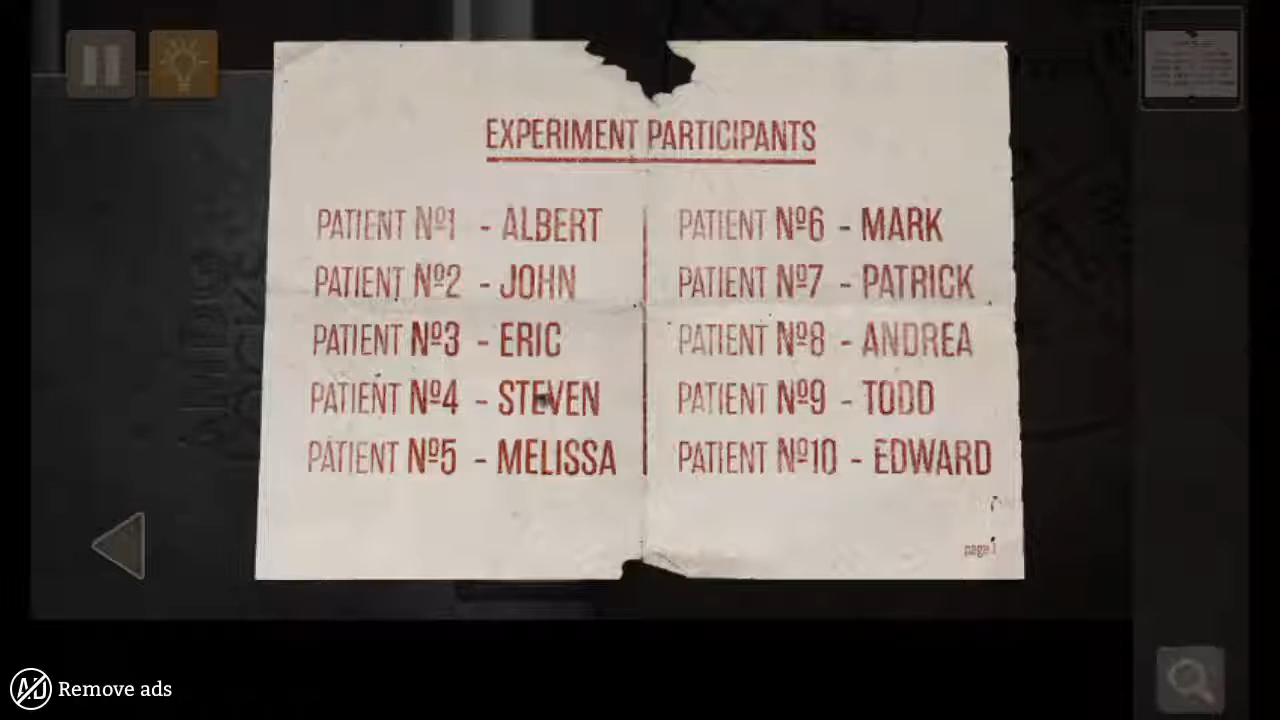 EXPERIMENT PARTICIPANTS
PATIENT Nº1 - ALBERT
PATIENT Nº2 - JOHN
PATIENT Nº3 - ERIC
PATIENT Nº4 - STEVEN
PATIENT Nº5 - MELISSA
PATIENT Nº6 - MARK
PATIENT Nº7 - PATRICK
PATIENT Nº8 - ANDREA
PATIENT Nº9 - TODD
PATIENT Nº10 - EDWARD
page 1
Remove ads